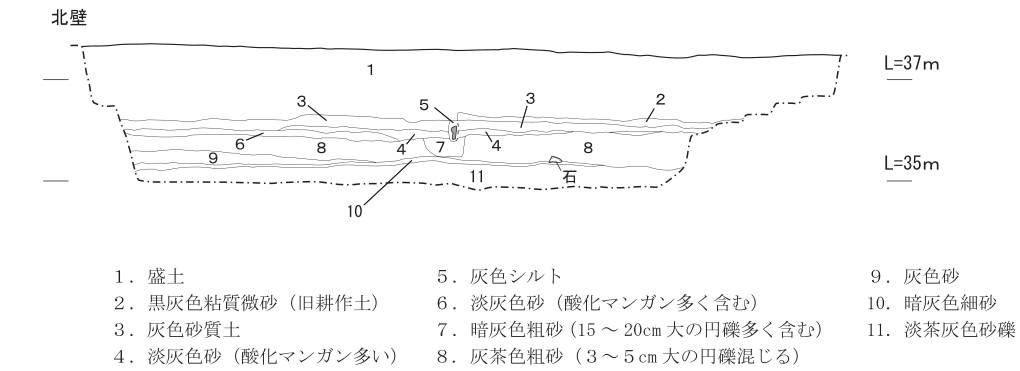 北壁
L=37m
1
3
5
3
2
6
8
4
7
4
8
9
L=35m
11
石
10
1．盛土
2．黒灰色粘質微砂（旧耕作土）
3．灰色砂質土
4．淡灰色砂（酸化マンガン多い）
5．灰色シルト
6．淡灰色砂（酸化マンガン多く含む）
7．暗灰色粗砂（15～20cm大の円礫多く含む）
8．灰茶色粗砂（3～5cm大の円礫混じる）
9．灰色砂
10．暗灰色細砂
11．淡茶灰色砂礫